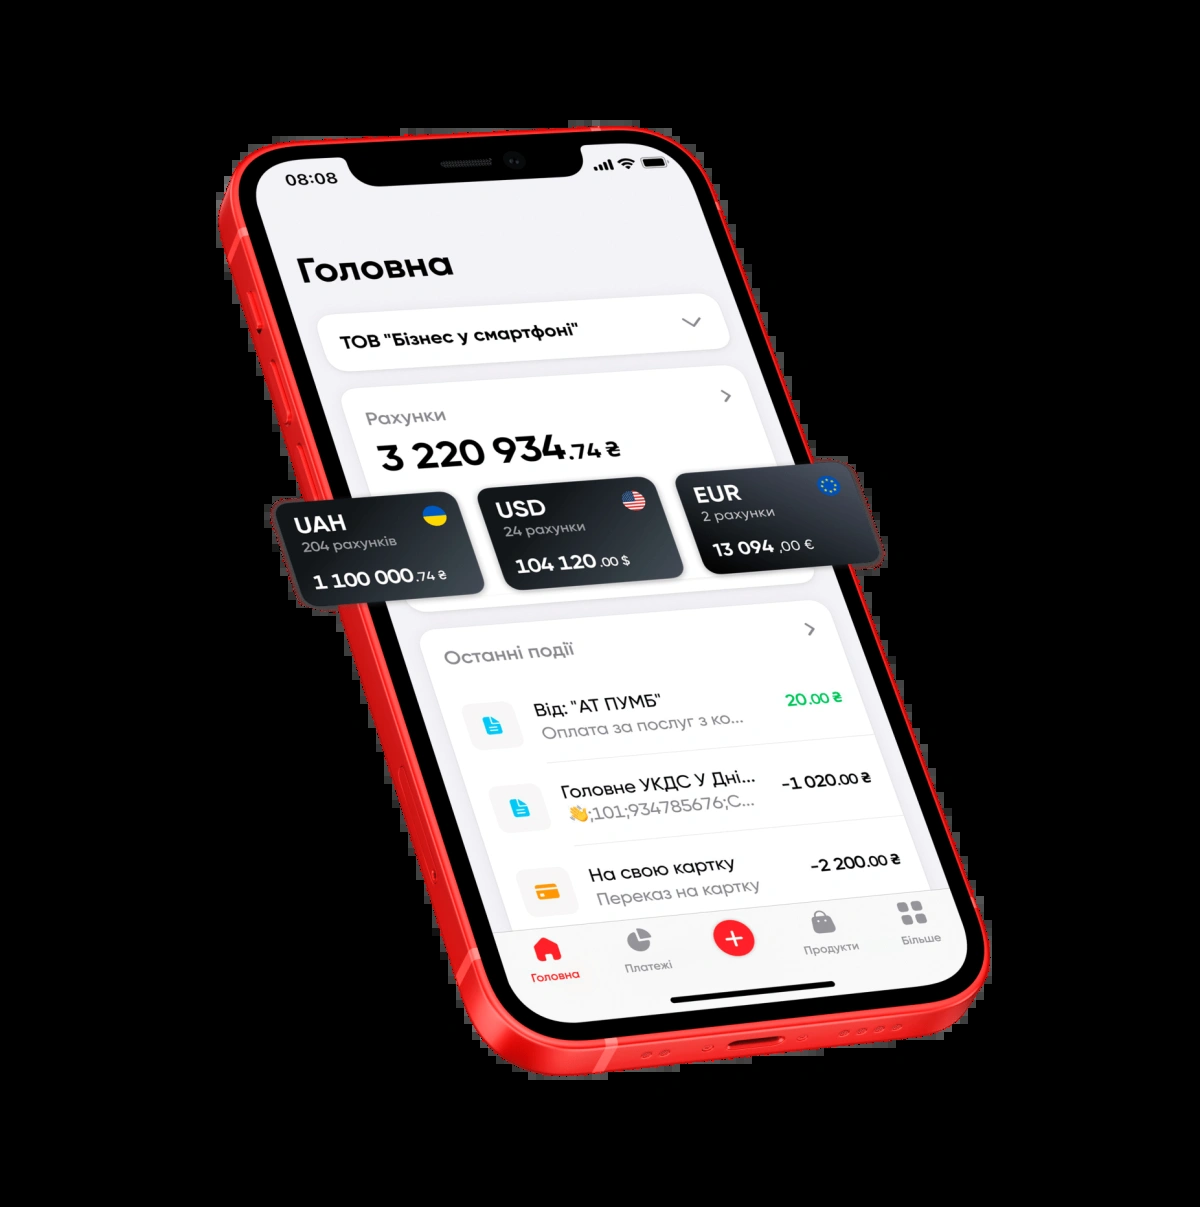 08:08
Головна
ТОВ "Бізнес у смартфоні"
Рахунки
3 220 934.74 ₴
UAH
204 рахунків
1 100 000.74 ₴
USD
24 рахунки
104 120.00 $
EUR
2 рахунки
13 094 ,00 €
Останні події
Від: "АТ ПУМБ"
20.00 ₴
Оплата за послуг з ко...
Головне УКДС У Дні...
-1 020.00 ₴
👋;101;934785676;С...
На свою картку
-2 200.00 ₴
Переказ на картку
Головна
Платежі
Продукти
Більше